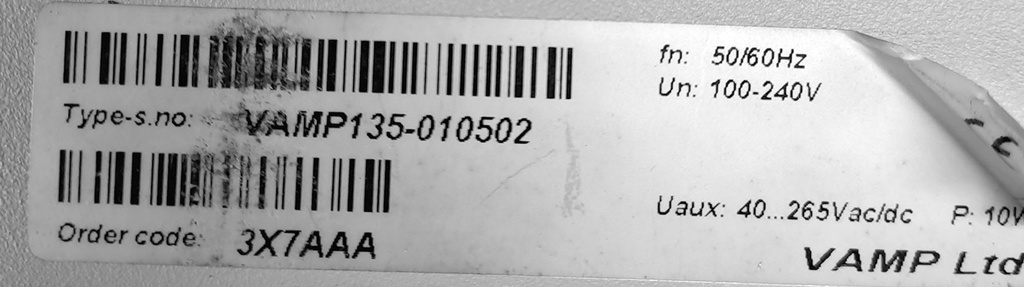 fn: 50/60Hz
Un: 100-240V
Type-s.no: VAMP135-010502
Uaux: 40...265Vac/dc P: 10V
Order code: 3X7AAA
VAMP Ltd